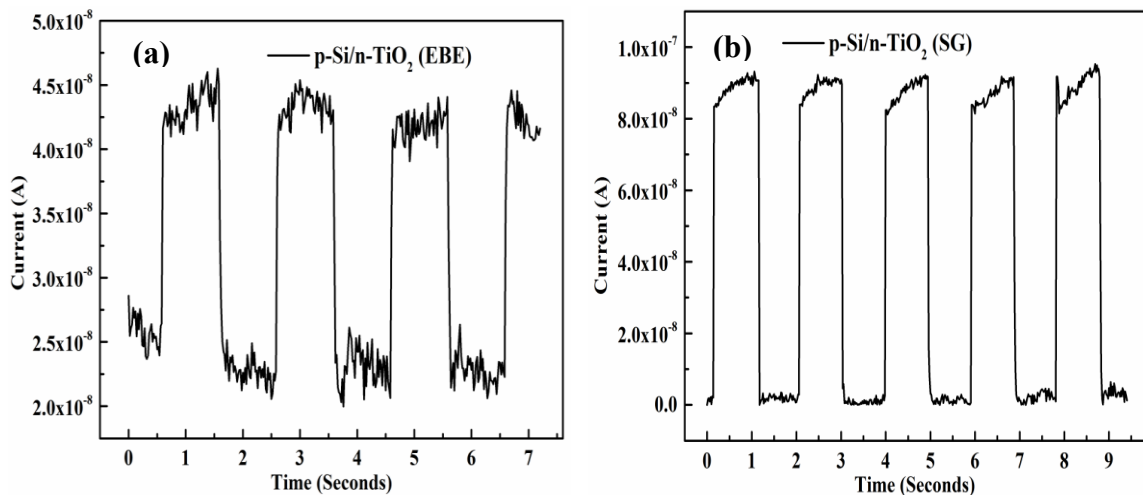 (a)
p-Si/n-TiO₂ (EBE)
5.0x10⁻⁸
4.5x10⁻⁸
4.0x10⁻⁸
3.5x10⁻⁸
3.0x10⁻⁸
2.5x10⁻⁸
2.0x10⁻⁸
Current (A)
0 1 2 3 4 5 6 7
Time (Seconds)
(b)
p-Si/n-TiO₂ (SG)
1.0x10⁻⁷
8.0x10⁻⁸
6.0x10⁻⁸
4.0x10⁻⁸
2.0x10⁻⁸
0.0
Current (A)
0 1 2 3 4 5 6 7 8 9
Time (Seconds)